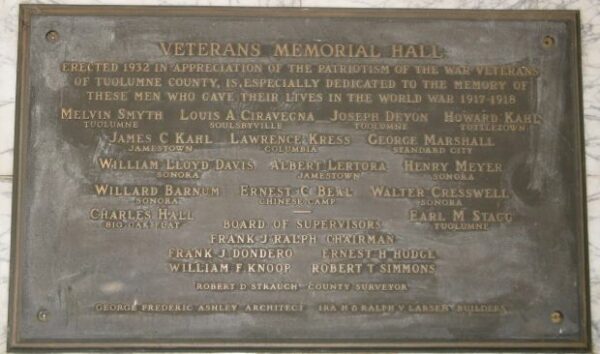 VETERANS MEMORIAL HALL
ERECTED 1932 IN APPRECIATION OF THE PATRIOTISM OF THE WAR VETERANS
OF TUOLUMNE COUNTY, IS ESPECIALLY DEDICATED TO THE MEMORY OF
THESE MEN WHO GAVE THEIR LIVES IN THE WORLD WAR 1917-1918
MELVIN SMYTH LOUIS A CIRAVEGNA JOSEPH DEYON HOWARD KAHL
TUOLUMNE SOULSBYVILLE TUOLUMNE TUTTLETOWN
JAMES C KAHL LAWRENCE KRESS GEORGE MARSHALL
JAMESTOWN COLUMBIA STANDARD CITY
WILLIAM LLOYD DAVIS ALBERT LERTORA HENRY MEYER
SONORA JAMESTOWN SONORA
WILLARD BARNUM ERNEST C BEAL WALTER CRESSWELL
SONORA CHINESE CAMP SONORA
CHARLES HALL EARL M STAGG
BIG OAK FLAT TUOLUMNE
BOARD OF SUPERVISORS
FRANK J RALPH CHAIRMAN
FRANK J DONDERO ERNEST H HUDGE
WILLIAM F KNOOP ROBERT T SIMMONS
ROBERT D STRAUCH COUNTY SURVEYOR
GEORGE FREDERIC ASHLEY ARCHITECT IRA H & RALPH V LARSEN BUILDERS